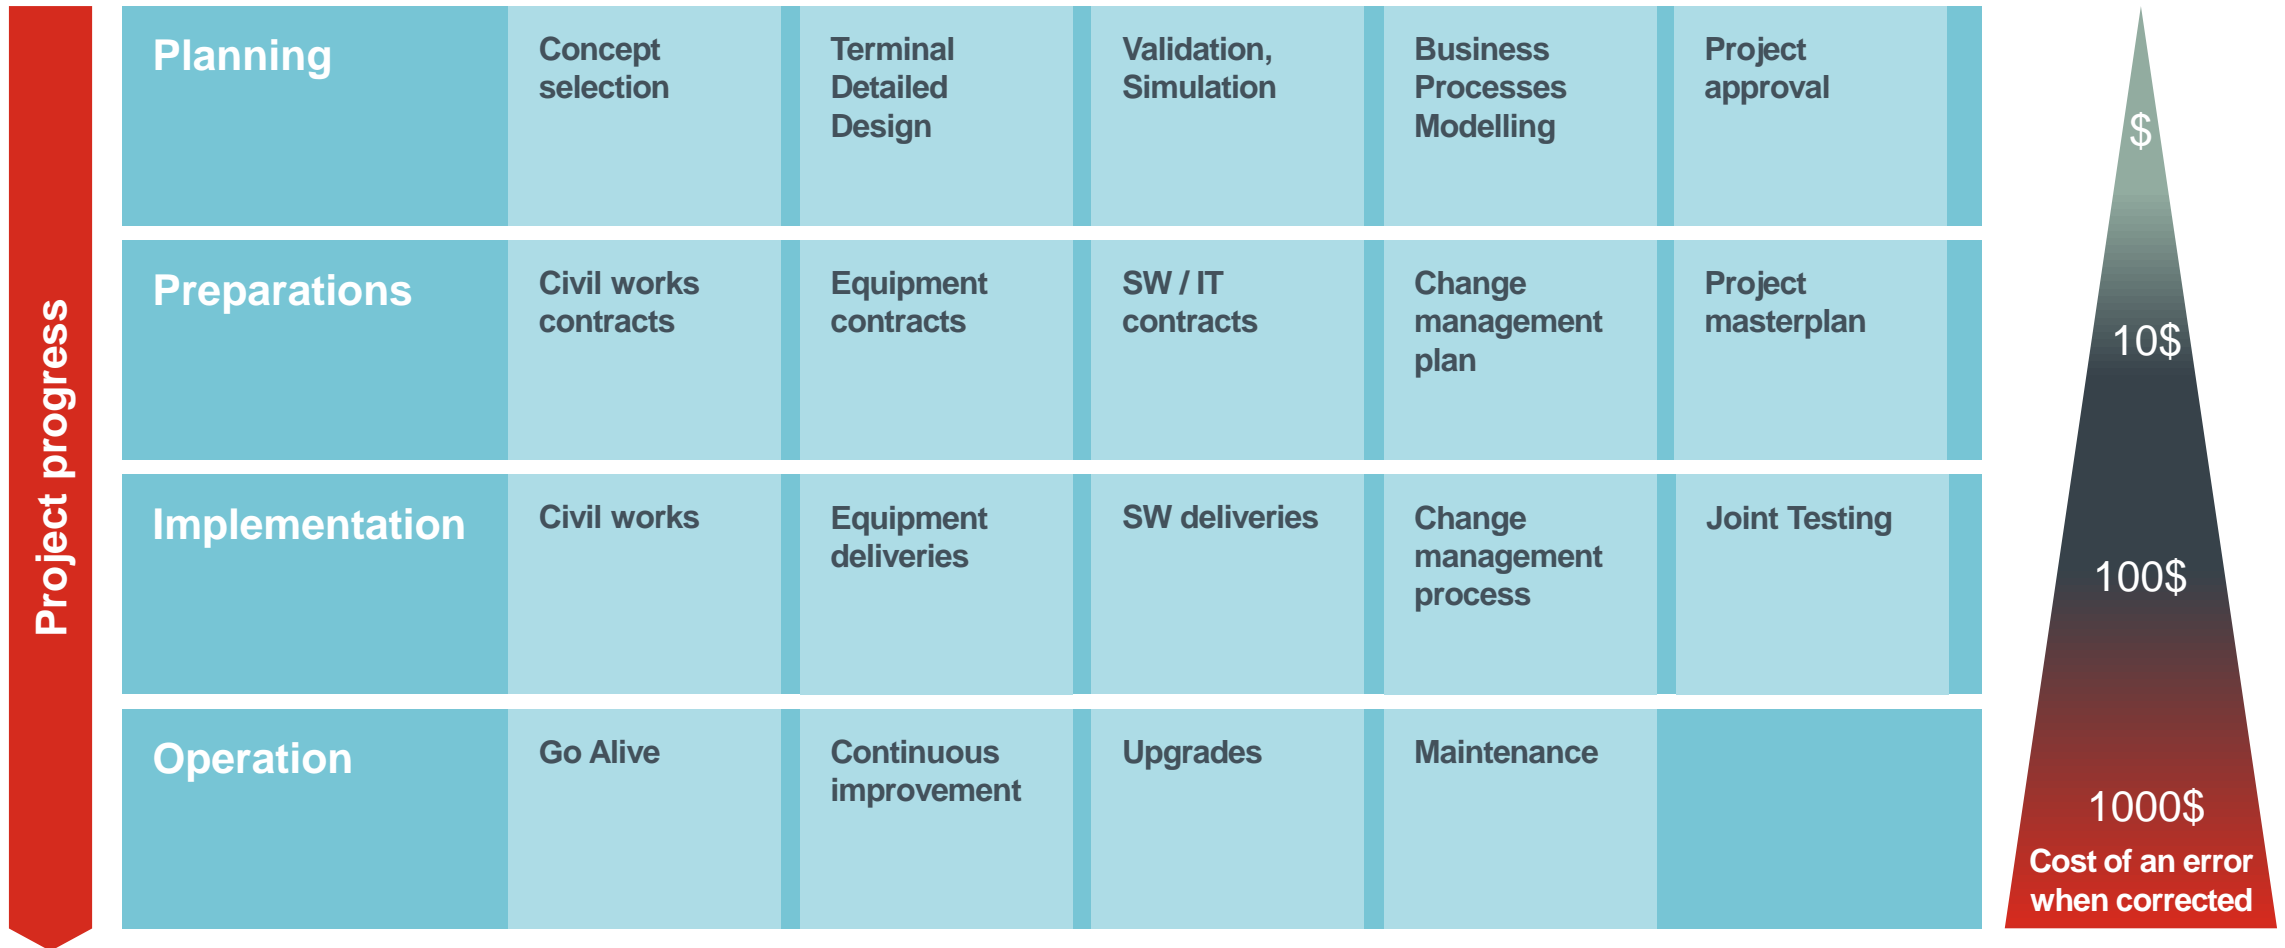 Project progress
Planning
Concept
selection
Terminal
Detailed
Design
Validation,
Simulation
Business
Processes
Modelling
Project
approval
$
Preparations
Civil works
contracts
Equipment
contracts
SW / IT
contracts
Change
management
plan
Project
masterplan
10$
Implementation
Civil works
Equipment
deliveries
SW deliveries
Change
management
process
Joint Testing
100$
Operation
Go Alive
Continuous
improvement
Upgrades
Maintenance
1000$
Cost of an error
when corrected